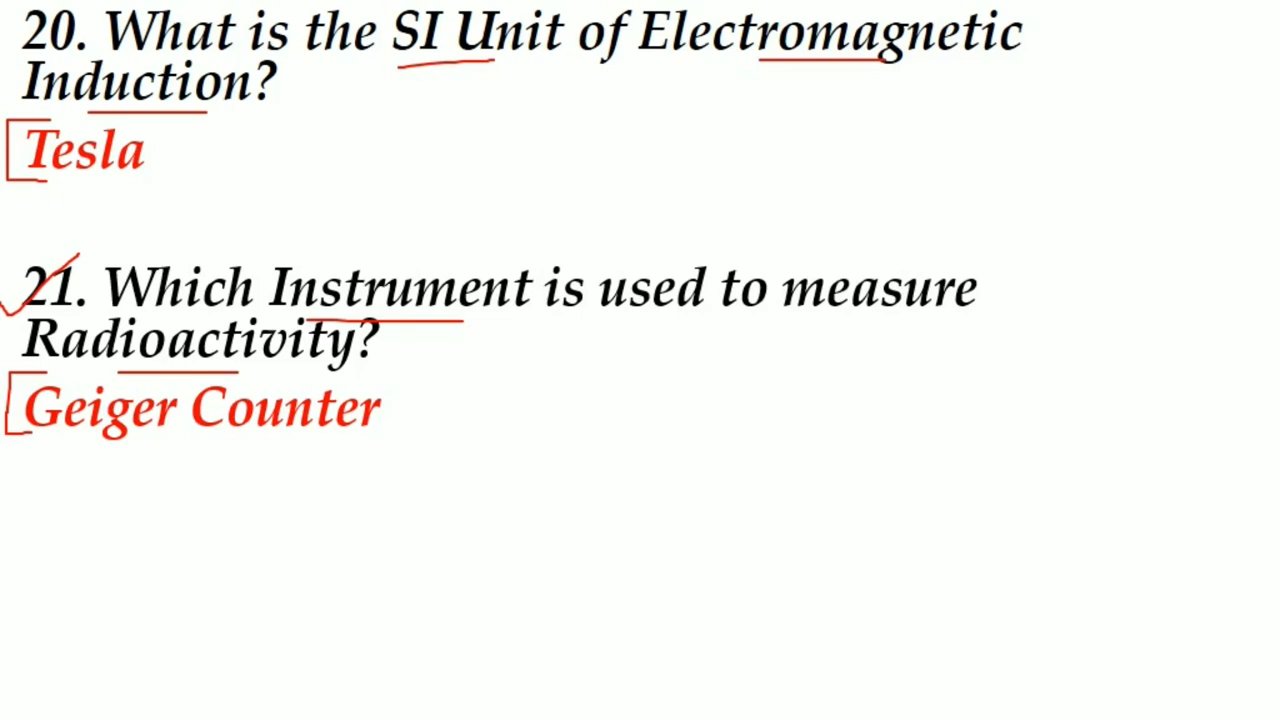 20. What is the SI Unit of Electromagnetic
Induction?
Tesla
21. Which Instrument is used to measure
Radioactivity?
Geiger Counter